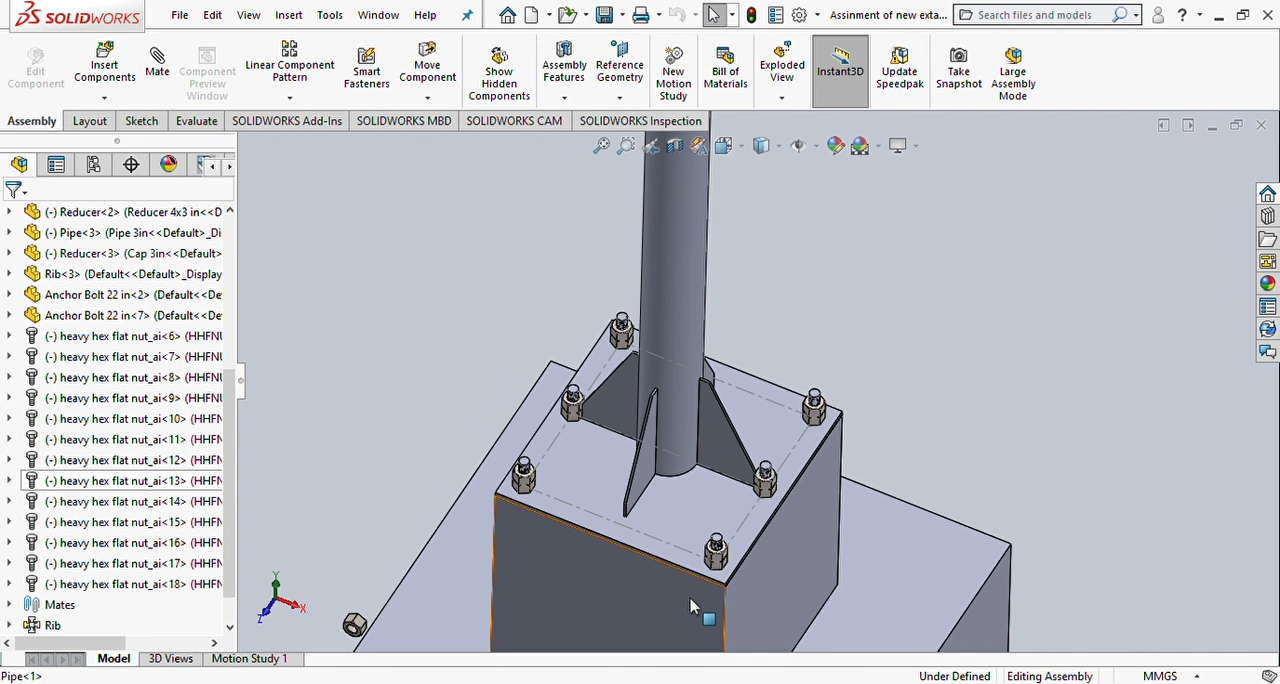 SOLIDWORKS
File Edit View Insert Tools Window Help
Assinment of new exta...
Search files and models
?
Edit Component
Insert Components
Mate
Component Preview Window
Linear Component Pattern
Smart Fasteners
Move Component
Show Hidden Components
Assembly Features
Reference Geometry
New Motion Study
Bill of Materials
Exploded View
Instant3D
Update Speedpak
Take Snapshot
Large Assembly Mode
Assembly Layout Sketch Evaluate SOLIDWORKS Add-Ins SOLIDWORKS MBD SOLIDWORKS CAM SOLIDWORKS Inspection
(-) Reducer<2> (Reducer 4x3 in<<D
(-) Pipe<3> (Pipe 3in<<Default>_Di
(-) Reducer<3> (Cap 3in<<Default>
Rib<3> (Default<<Default>_Display
Anchor Bolt 22 in<2> (Default<<De
Anchor Bolt 22 in<7> (Default<<De
(-) heavy hex flat nut_ai<6> (HHFNU
(-) heavy hex flat nut_ai<7> (HHFNU
(-) heavy hex flat nut_ai<8> (HHFNU
(-) heavy hex flat nut_ai<9> (HHFNU
(-) heavy hex flat nut_ai<10> (HHFN
(-) heavy hex flat nut_ai<11> (HHFN
(-) heavy hex flat nut_ai<12> (HHFN
(-) heavy hex flat nut_ai<13> (HHFN
(-) heavy hex flat nut_ai<14> (HHFN
(-) heavy hex flat nut_ai<15> (HHFN
(-) heavy hex flat nut_ai<16> (HHFN
(-) heavy hex flat nut_ai<17> (HHFN
(-) heavy hex flat nut_ai<18> (HHFN
Mates
Rib
Y
X
Z
Model 3D Views Motion Study 1
Pipe<1>
Under Defined Editing Assembly MMGS